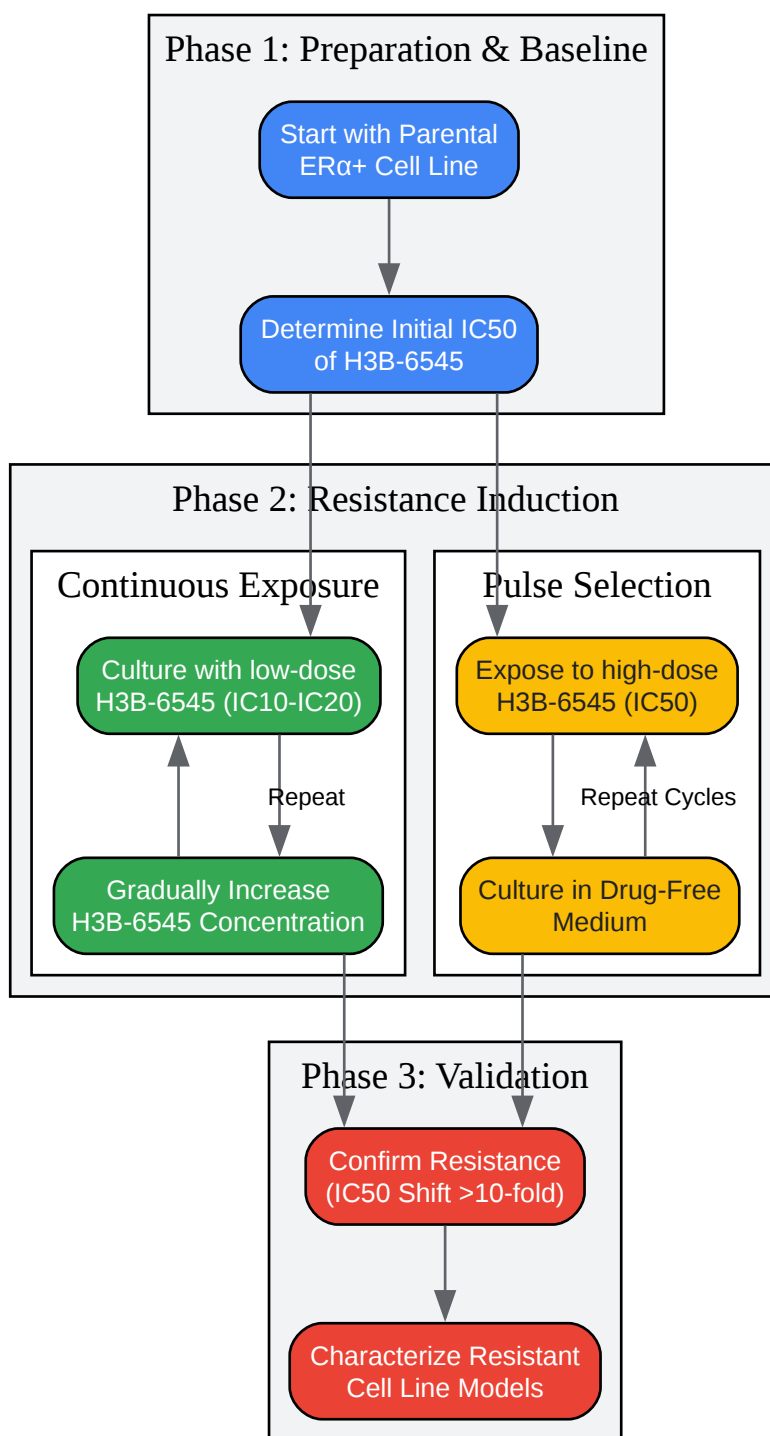 Phase 1: Preparation & Baseline
Start with Parental
ERα+ Cell Line
Determine Initial IC50
of H3B-6545
Phase 2: Resistance Induction
Continuous Exposure
Culture with low-dose
H3B-6545 (IC10-IC20)
Repeat
Gradually Increase
H3B-6545 Concentration
Pulse Selection
Expose to high-dose
H3B-6545 (IC50)
Repeat Cycles
Culture in Drug-Free
Medium
Phase 3: Validation
Confirm Resistance
(IC50 Shift >10-fold)
Characterize Resistant
Cell Line Models